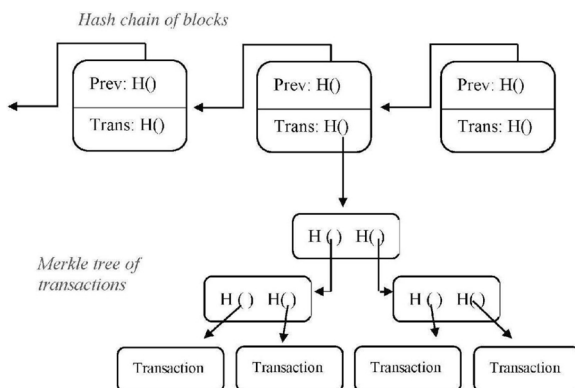 Hash chain of blocks
Prev: H()
Trans: H()
Prev: H()
Trans: H()
Prev: H()
Trans: H()
H ( ) H()
Merkle tree of
transactions
H ( ) H( )
H ( ) H( )
Transaction
Transaction
Transaction
Transaction